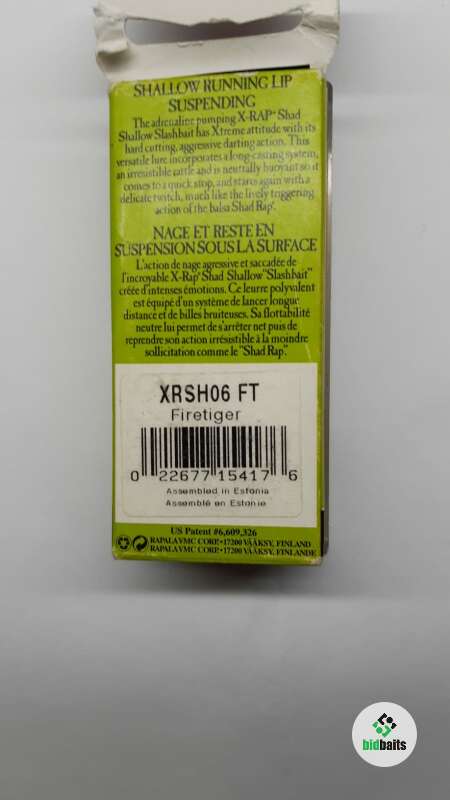 SHALLOW RUNNING LIP
SUSPENDING
The adrenaline pumping X-RAP® Shad
Shallow Slashbait has Xtreme attitude with its
hard cutting, aggressive darting action. This
versatile lure incorporates a long-casting system,
an irresistible rattle and is neutrally buoyant so it
comes to a quick stop, and starts again with a
delicate twitch, much like the lively triggering
action of the balsa Shad Rap®.
NAGE ET RESTE EN
SUSPENSION SOUS LA SURFACE
L'action de nage agressive et saccadée de
l'incroyable X-Rap® Shad Shallow "Slashbait"
créée d'intenses émotions. Ce leurre polyvalent
est équipé d'un système de lancer longue
distance et de billes bruiteuses. Sa flottabilité
neutre lui permet de s'arrêter net puis de
reprendre son action irrésistible à la moindre
sollicitation comme le "Shad Rap".
XRSH06 FT
Firetiger
0 22677 15417 6
Assembled in Estonia
Assemblé en Estonie
US Patent #6,609,326
RAPALA VMC CORP. • 17200 VÄÄKSY, FINLAND
RAPALA VMC CORP. • 17200 VÄÄKSY, FINLANDE
bidbaits